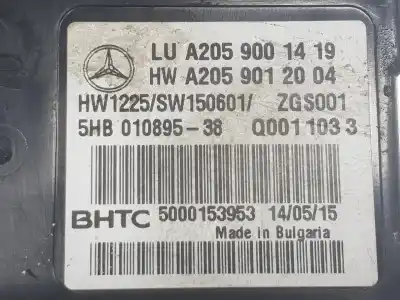 LU A205 900 14 19
HW A205 901 20 04
HW1225/SW150601/ ZGS001
5HB 010895-38 Q001 103 3
BHTC 5000153953 14/05/15
Made in Bulgaria